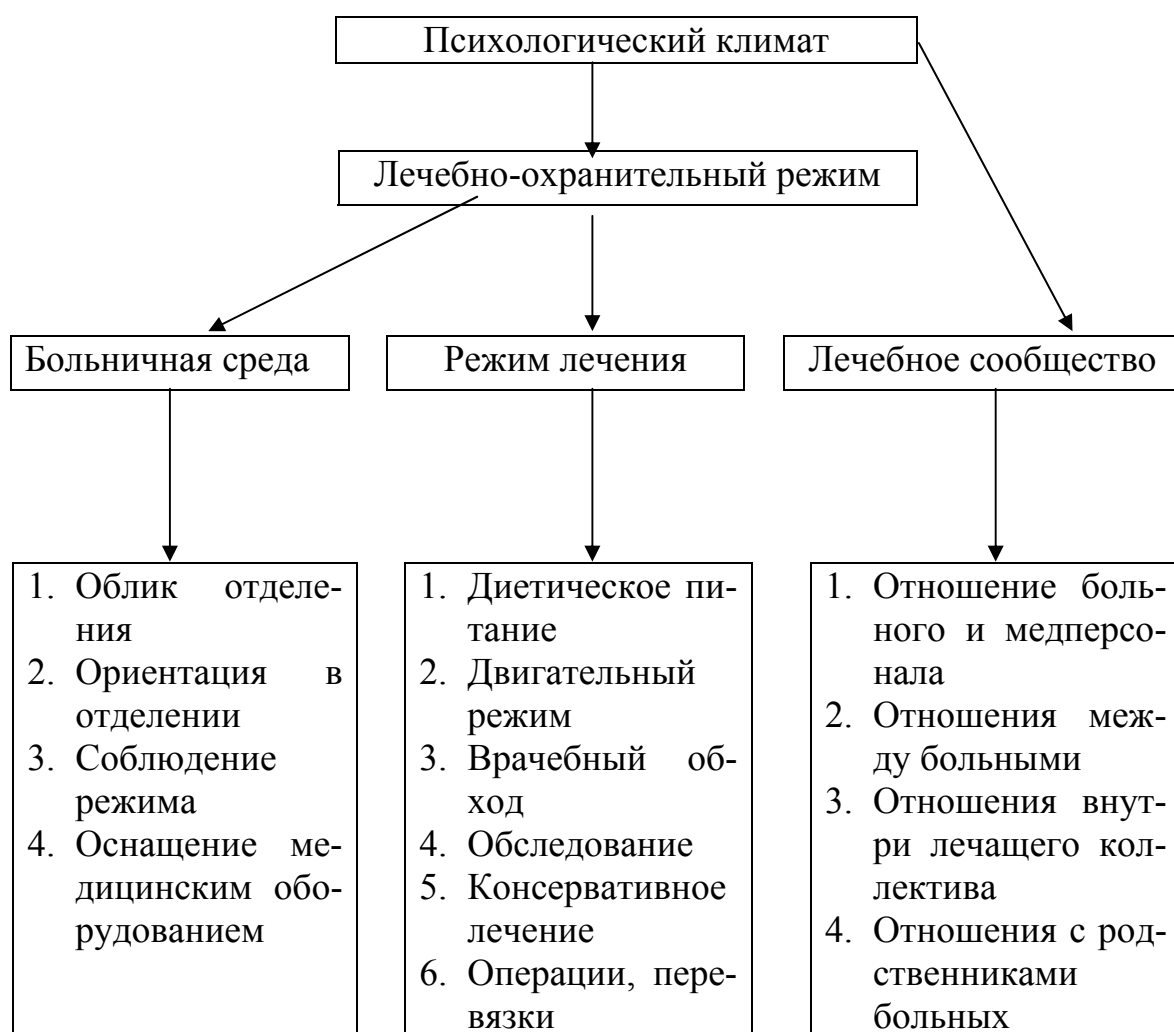 Психологический климат
Лечебно-охранительный режим
Больничная среда
Режим лечения
Лечебное сообщество
1. Облик отделе-
ния
2. Ориентация в
отделении
3. Соблюдение
режима
4. Оснащение ме-
дицинским обо-
рудованием
1. Диетическое пи-
тание
2. Двигательный
режим
3. Врачебный об-
ход
4. Обследование
5. Консервативное
лечение
6. Операции, пере-
вязки
1. Отношение боль-
ного и медперсо-
нала
2. Отношения меж-
ду больными
3. Отношения внут-
ри лечащего кол-
лектива
4. Отношения с род-
ственниками
больных